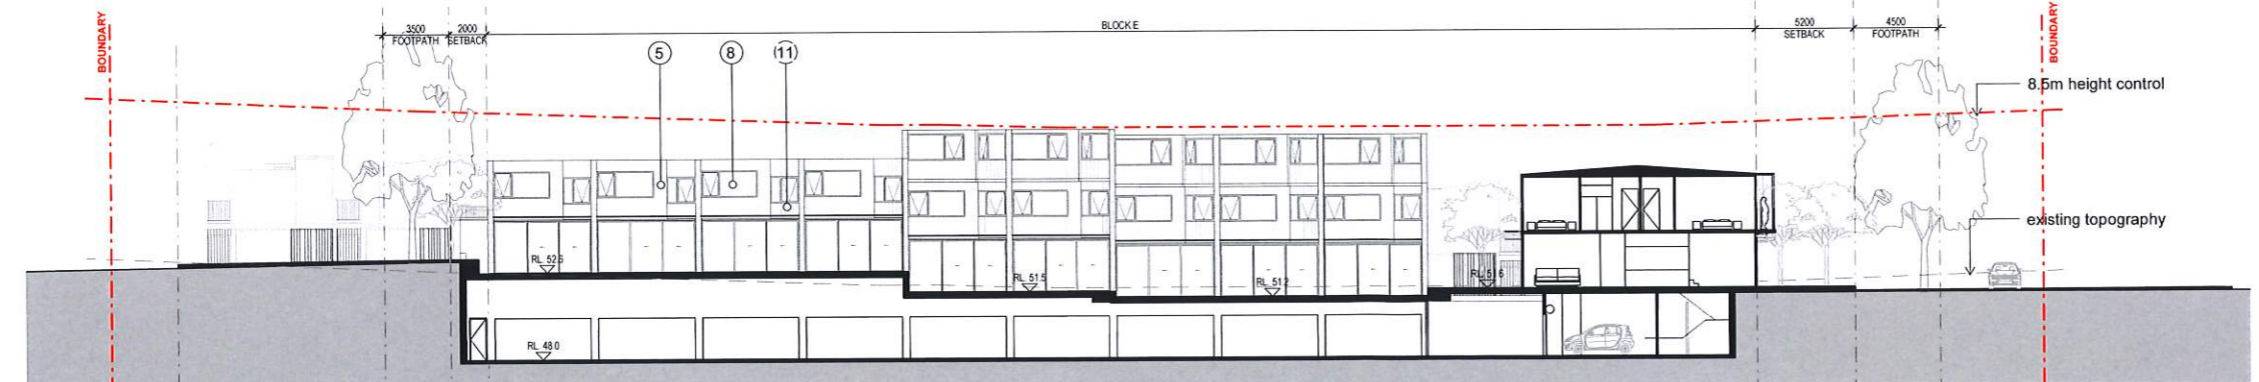 BOUNDARY
3500
FOOTPATH
2000
SETBACK
BLOCK E
5200
SETBACK
4500
FOOTPATH
BOUNDARY
5
8
(11)
8.5m height control
existing topography
RL 52.6
RL 51.5
RL 51.2
RL 51.6
RL 48.0